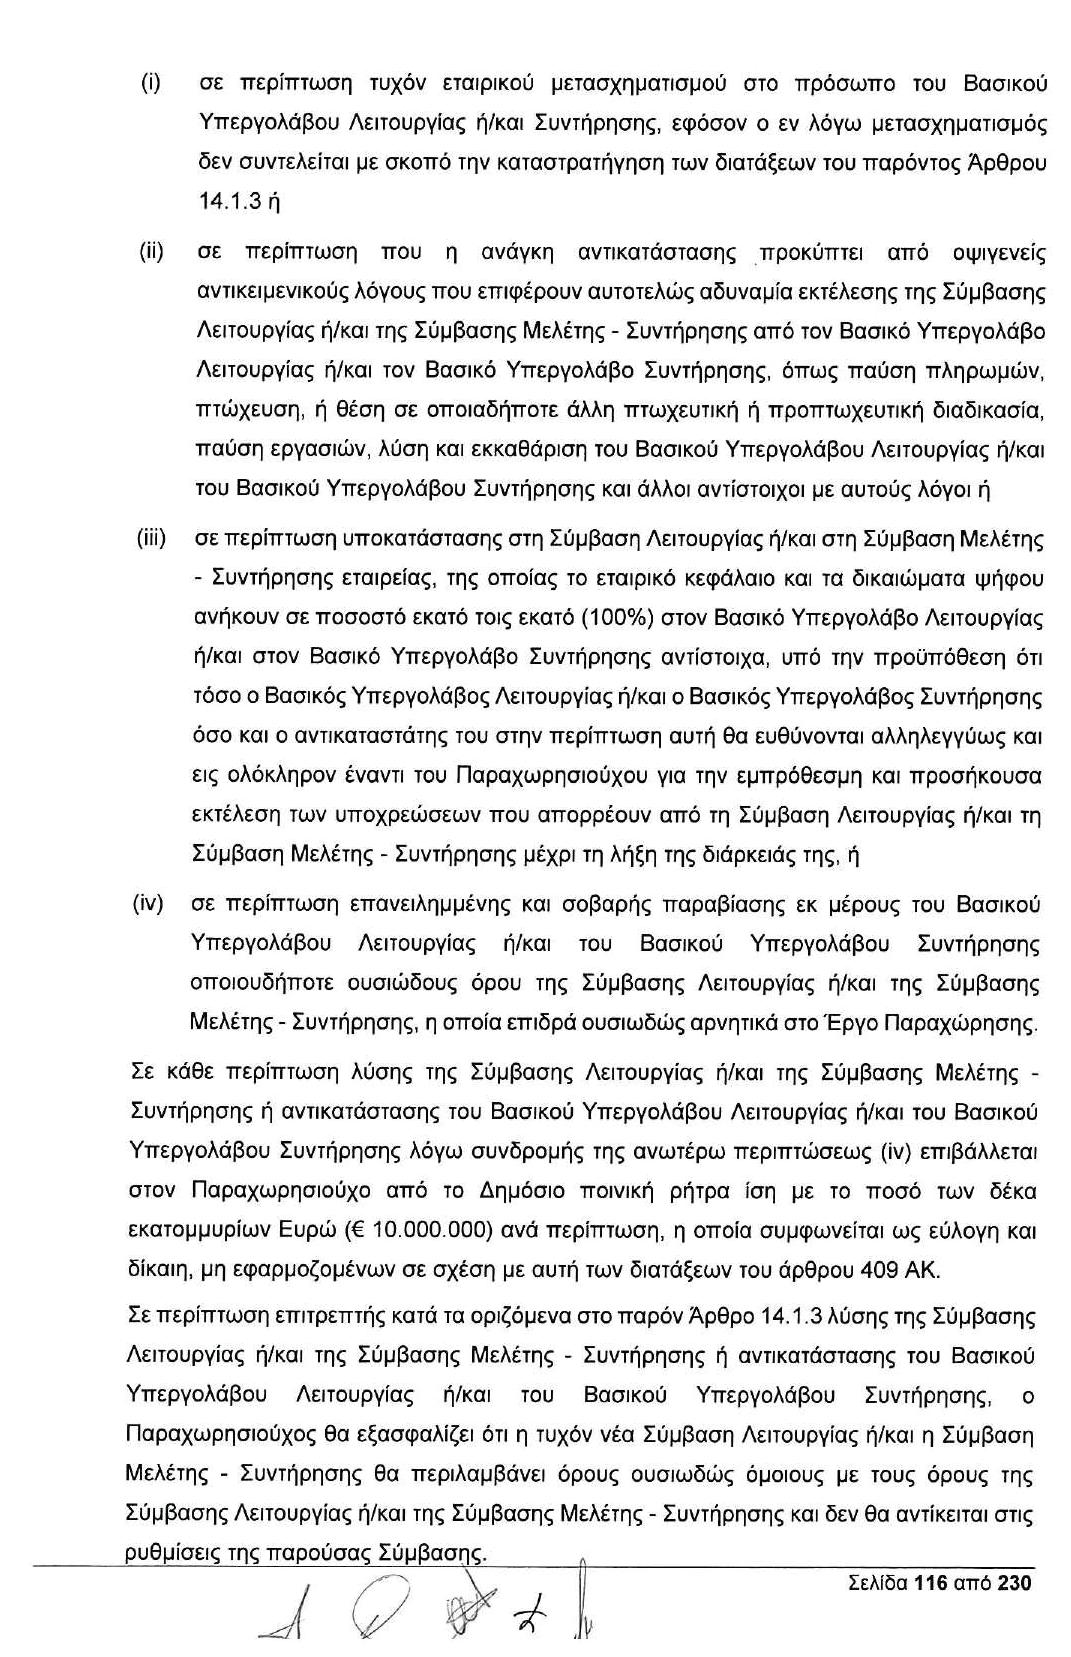 (i) σε περίπτωση τυχόν εταιρικού μετασχηματισμού στο πρόσωπο του Βασικού
Υπεργολάβου Λειτουργίας ή/και Συντήρησης, εφόσον ο εν λόγω μετασχηματισμός
δεν συντελείται με σκοπό την καταστρατήγηση των διατάξεων του παρόντος Άρθρου
14.1.3 ή
(ii) σε περίπτωση που η ανάγκη αντικατάστασης προκύπτει από οψιγενείς
αντικειμενικούς λόγους που επιφέρουν αυτοτελώς αδυναμία εκτέλεσης της Σύμβασης
Λειτουργίας ή/και της Σύμβασης Μελέτης - Συντήρησης από τον Βασικό Υπεργολάβο
Λειτουργίας ή/και τον Βασικό Υπεργολάβο Συντήρησης, όπως παύση πληρωμών,
πτώχευση, ή θέση σε οποιαδήποτε άλλη πτωχευτική ή προπτωχευτική διαδικασία,
παύση εργασιών, λύση και εκκαθάριση του Βασικού Υπεργολάβου Λειτουργίας ή/και
του Βασικού Υπεργολάβου Συντήρησης και άλλοι αντίστοιχοι με αυτούς λόγοι ή
(iii) σε περίπτωση υποκατάστασης στη Σύμβαση Λειτουργίας ή/και στη Σύμβαση Μελέτης
- Συντήρησης εταιρείας, της οποίας το εταιρικό κεφάλαιο και τα δικαιώματα ψήφου
ανήκουν σε ποσοστό εκατό τοις εκατό (100%) στον Βασικό Υπεργολάβο Λειτουργίας
ή/και στον Βασικό Υπεργολάβο Συντήρησης αντίστοιχα, υπό την προϋπόθεση ότι
τόσο ο Βασικός Υπεργολάβος Λειτουργίας ή/και ο Βασικός Υπεργολάβος Συντήρησης
όσο και ο αντικαταστάτης του στην περίπτωση αυτή θα ευθύνονται αλληλεγγύως και
εις ολόκληρον έναντι του Παραχωρησιούχου για την εμπρόθεσμη και προσήκουσα
εκτέλεση των υποχρεώσεων που απορρέουν από τη Σύμβαση Λειτουργίας ή/και τη
Σύμβαση Μελέτης - Συντήρησης μέχρι τη λήξη της διάρκειάς της, ή
(iv) σε περίπτωση επανειλημμένης και σοβαρής παραβίασης εκ μέρους του Βασικού
Υπεργολάβου Λειτουργίας ή/και του Βασικού Υπεργολάβου Συντήρησης
οποιουδήποτε ουσιώδους όρου της Σύμβασης Λειτουργίας ή/και της Σύμβασης
Μελέτης - Συντήρησης, η οποία επιδρά ουσιωδώς αρνητικά στο Έργο Παραχώρησης.
Σε κάθε περίπτωση λύσης της Σύμβασης Λειτουργίας ή/και της Σύμβασης Μελέτης -
Συντήρησης ή αντικατάστασης του Βασικού Υπεργολάβου Λειτουργίας ή/και του Βασικού
Υπεργολάβου Συντήρησης λόγω συνδρομής της ανωτέρω περιπτώσεως (iv) επιβάλλεται
στον Παραχωρησιούχο από το Δημόσιο ποινική ρήτρα ίση με το ποσό των δέκα
εκατομμυρίων Ευρώ (€ 10.000.000) ανά περίπτωση, η οποία συμφωνείται ως εύλογη και
δίκαιη, μη εφαρμοζομένων σε σχέση με αυτή των διατάξεων του άρθρου 409 ΑΚ.
Σε περίπτωση επιτρεπτής κατά τα οριζόμενα στο παρόν Άρθρο 14.1.3 λύσης της Σύμβασης
Λειτουργίας ή/και της Σύμβασης Μελέτης - Συντήρησης ή αντικατάστασης του Βασικού
Υπεργολάβου Λειτουργίας ή/και του Βασικού Υπεργολάβου Συντήρησης, ο
Παραχωρησιούχος θα εξασφαλίζει ότι η τυχόν νέα Σύμβαση Λειτουργίας ή/και η Σύμβαση
Μελέτης - Συντήρησης θα περιλαμβάνει όρους ουσιωδώς όμοιους με τους όρους της
Σύμβασης Λειτουργίας ή/και της Σύμβασης Μελέτης - Συντήρησης και δεν θα αντίκειται στις
ρυθμίσεις της παρούσας Σύμβασης.
Σελίδα 116 από 230